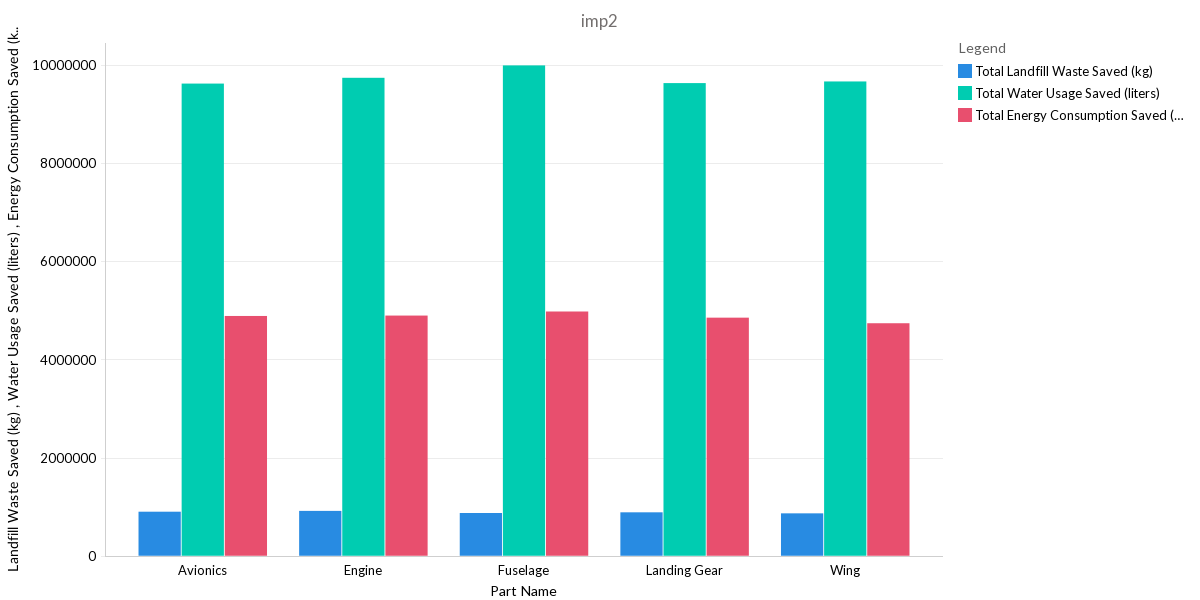 imp2
Landfill Waste Saved (kg) , Water Usage Saved (liters) , Energy Consumption Saved (k..
10000000
8000000
6000000
4000000
2000000
0
Avionics
Engine
Fuselage
Landing Gear
Wing
Part Name
Legend
Total Landfill Waste Saved (kg)
Total Water Usage Saved (liters)
Total Energy Consumption Saved (...